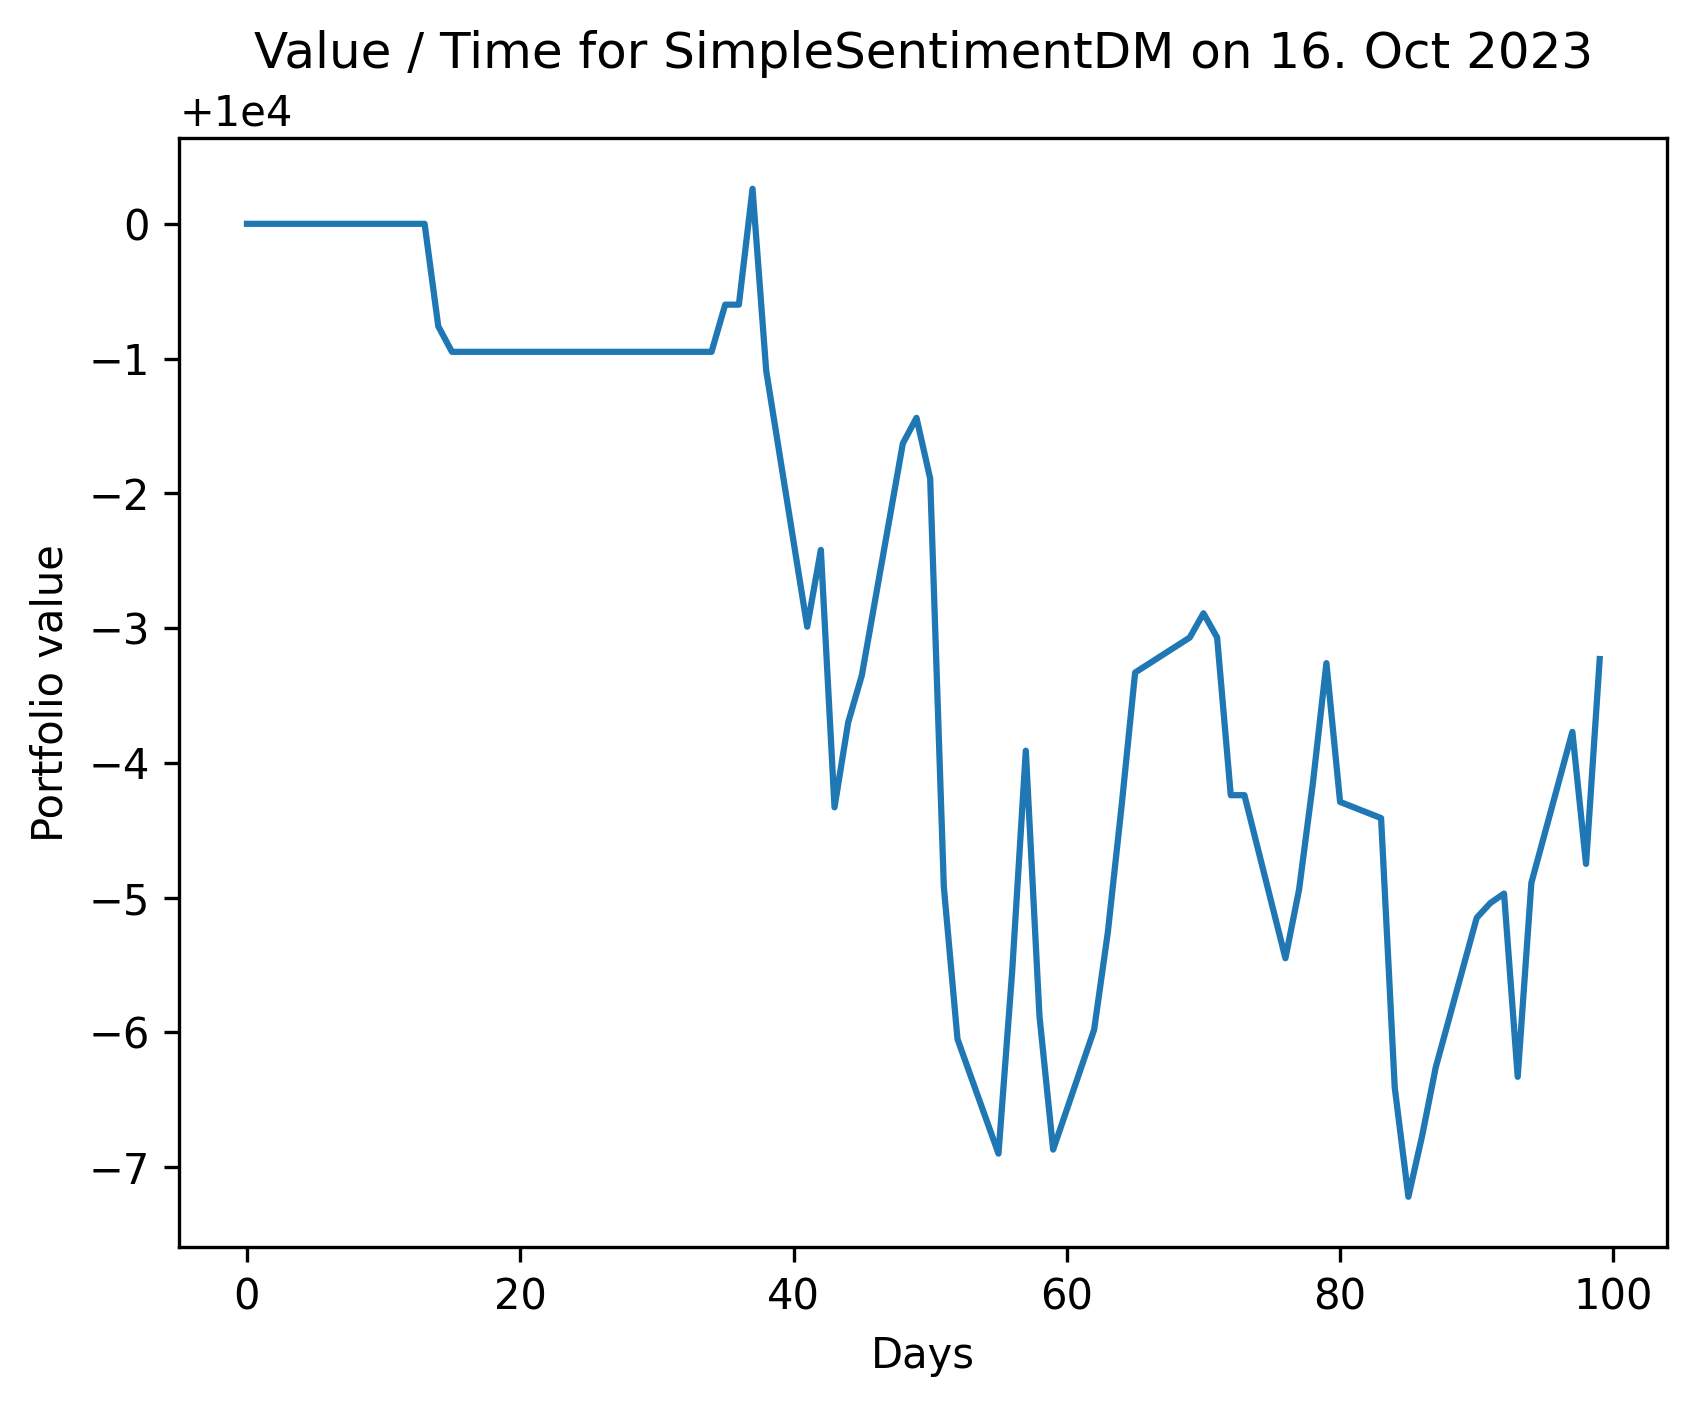 Value / Time for SimpleSentimentDM on 16. Oct 2023
+1e4
0
−1
−2
−3
−4
−5
−6
−7
Portfolio value
0 20 40 60 80 100
Days